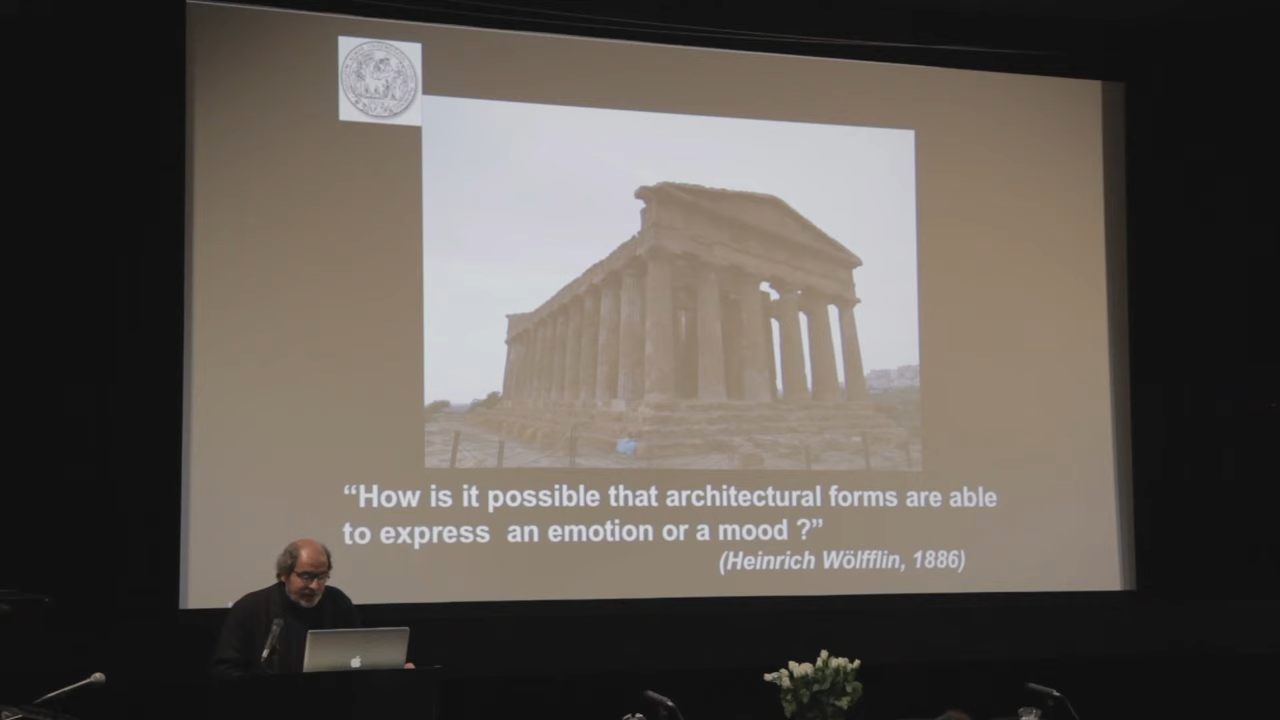 “How is it possible that architectural forms are able
to express an emotion or a mood ?”
(Heinrich Wölfflin, 1886)